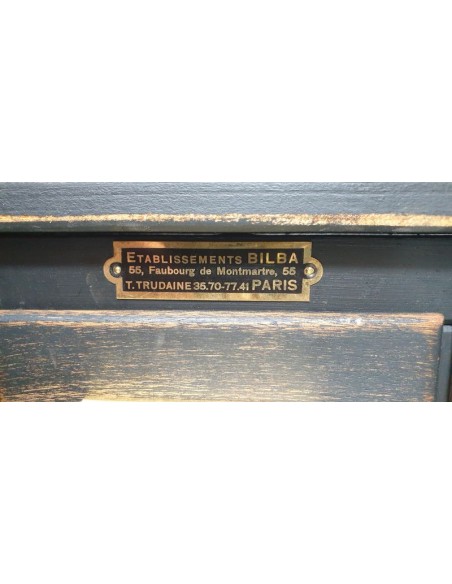 ETABLISSEMENTS BILBA
55, Faubourg de Montmartre, 55
T. TRUDAINE 35.70-77.41 PARIS